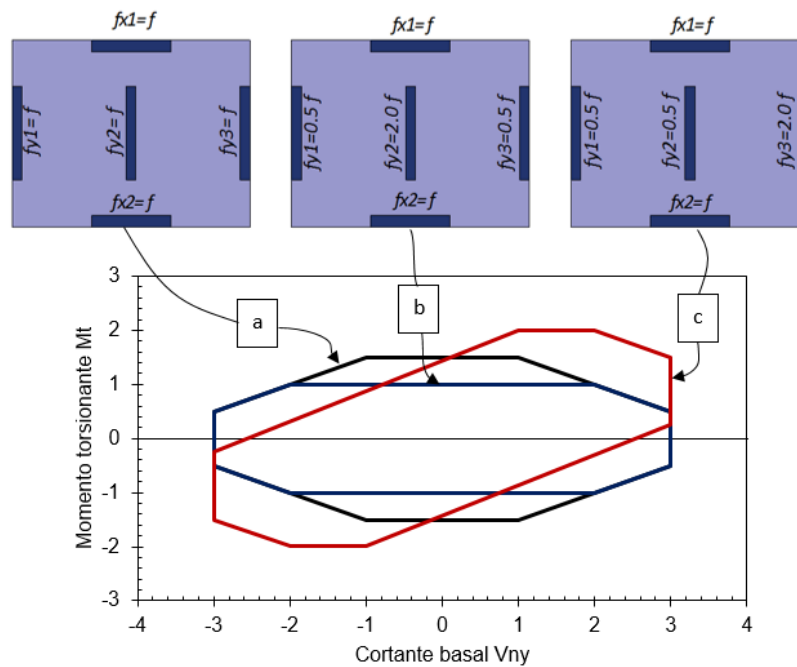 fx1= f
fx1= f
fx1= f
fy1= f
fy2= f
fy3= f
fy1=0.5 f
fy2=2.0 f
fy3=0.5 f
fy1=0.5 f
fy2=0.5 f
fy3=2.0 f
fx2= f
fx2= f
fx2= f
a
b
c
Momento torsionante Mt
3
2
1
0
-1
-2
-3
-4
-3
-2
-1
0
1
2
3
4
Cortante basal Vny